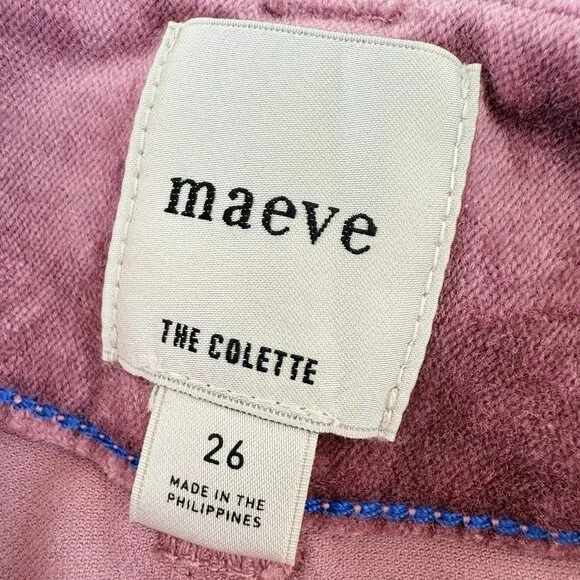 maeve
THE COLETTE
26
MADE IN THE
PHILIPPINES